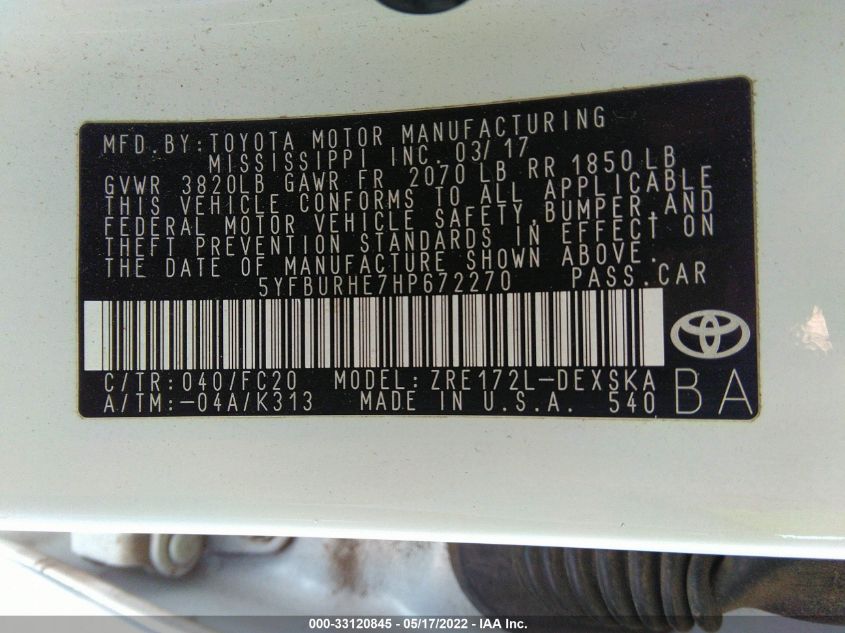 MFD. BY: TOYOTA MOTOR MANUFACTURING
MISSISSIPPI INC. 03/17
GVWR 3820LB GAWR FR 2070 LB RR 1850 LB
THIS VEHICLE CONFORMS TO ALL APPLICABLE
FEDERAL MOTOR VEHICLE SAFETY, BUMPER, AND
THEFT PREVENTION STANDARDS IN EFFECT ON
THE DATE OF MANUFACTURE SHOWN ABOVE.
5YFBURHE7HP672270 PASS. CAR
C/TR: 040/FC20 MODEL: ZRE172L-DEXSKA
A/TM:-04A/K313 MADE IN U.S.A. 540 BA
000-33120845 - 05/17/2022 - IAA Inc.